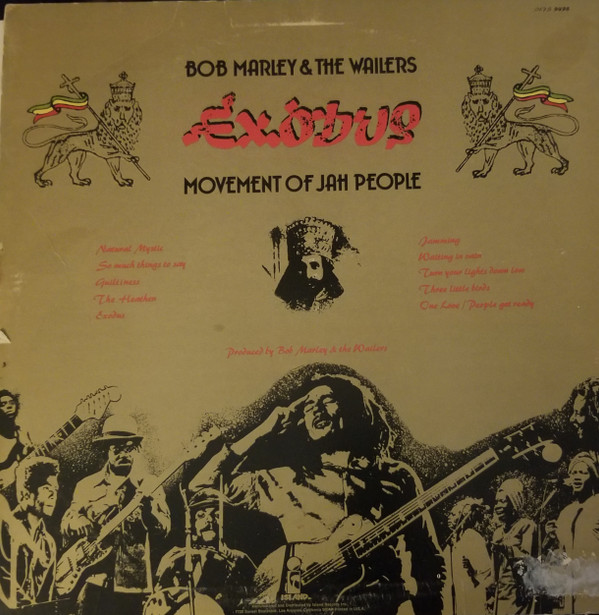 BOB MARLEY & THE WAILERS
Exodus
MOVEMENT OF JAH PEOPLE
Natural Mystic
So much things to say
Guiltiness
The Heathen
Exodus
Jamming
Waiting in vain
Turn your lights down low
Three little birds
One Love / People get ready
Produced by Bob Marley & the Wailers
ISLAND